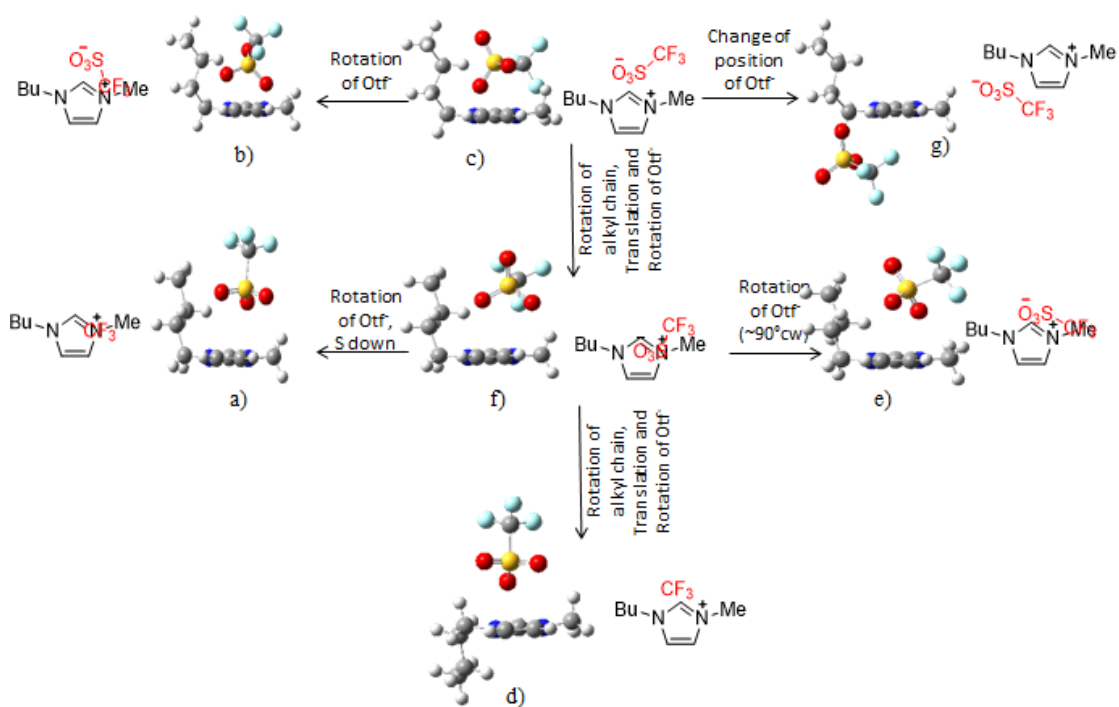 b)
O₃S⁻
CF₃
Bu
N
N
+
Me
Rotation
of Otf⁻
c)
⁻O₃S
CF₃
Bu
N
N
+
Me
Change of
position
of Otf⁻
g)
Bu
N
N
+
Me
⁻O₃S
CF₃
Rotation of
alkyl chain,
Translation and
Rotation of Otf⁻
Bu
N
N
+
Me
CF₃
a)
Rotation
of Otf⁻,
S down
f)
Bu
N
+
Me
CF₃
Rotation
of Otf⁻
(~90°cw)
e)
Bu
N
N
+
Me
⁻O₃S
Rotation of
alkyl chain,
Translation and
Rotation of Otf⁻
d)
CF₃
Bu
N
N
+
Me